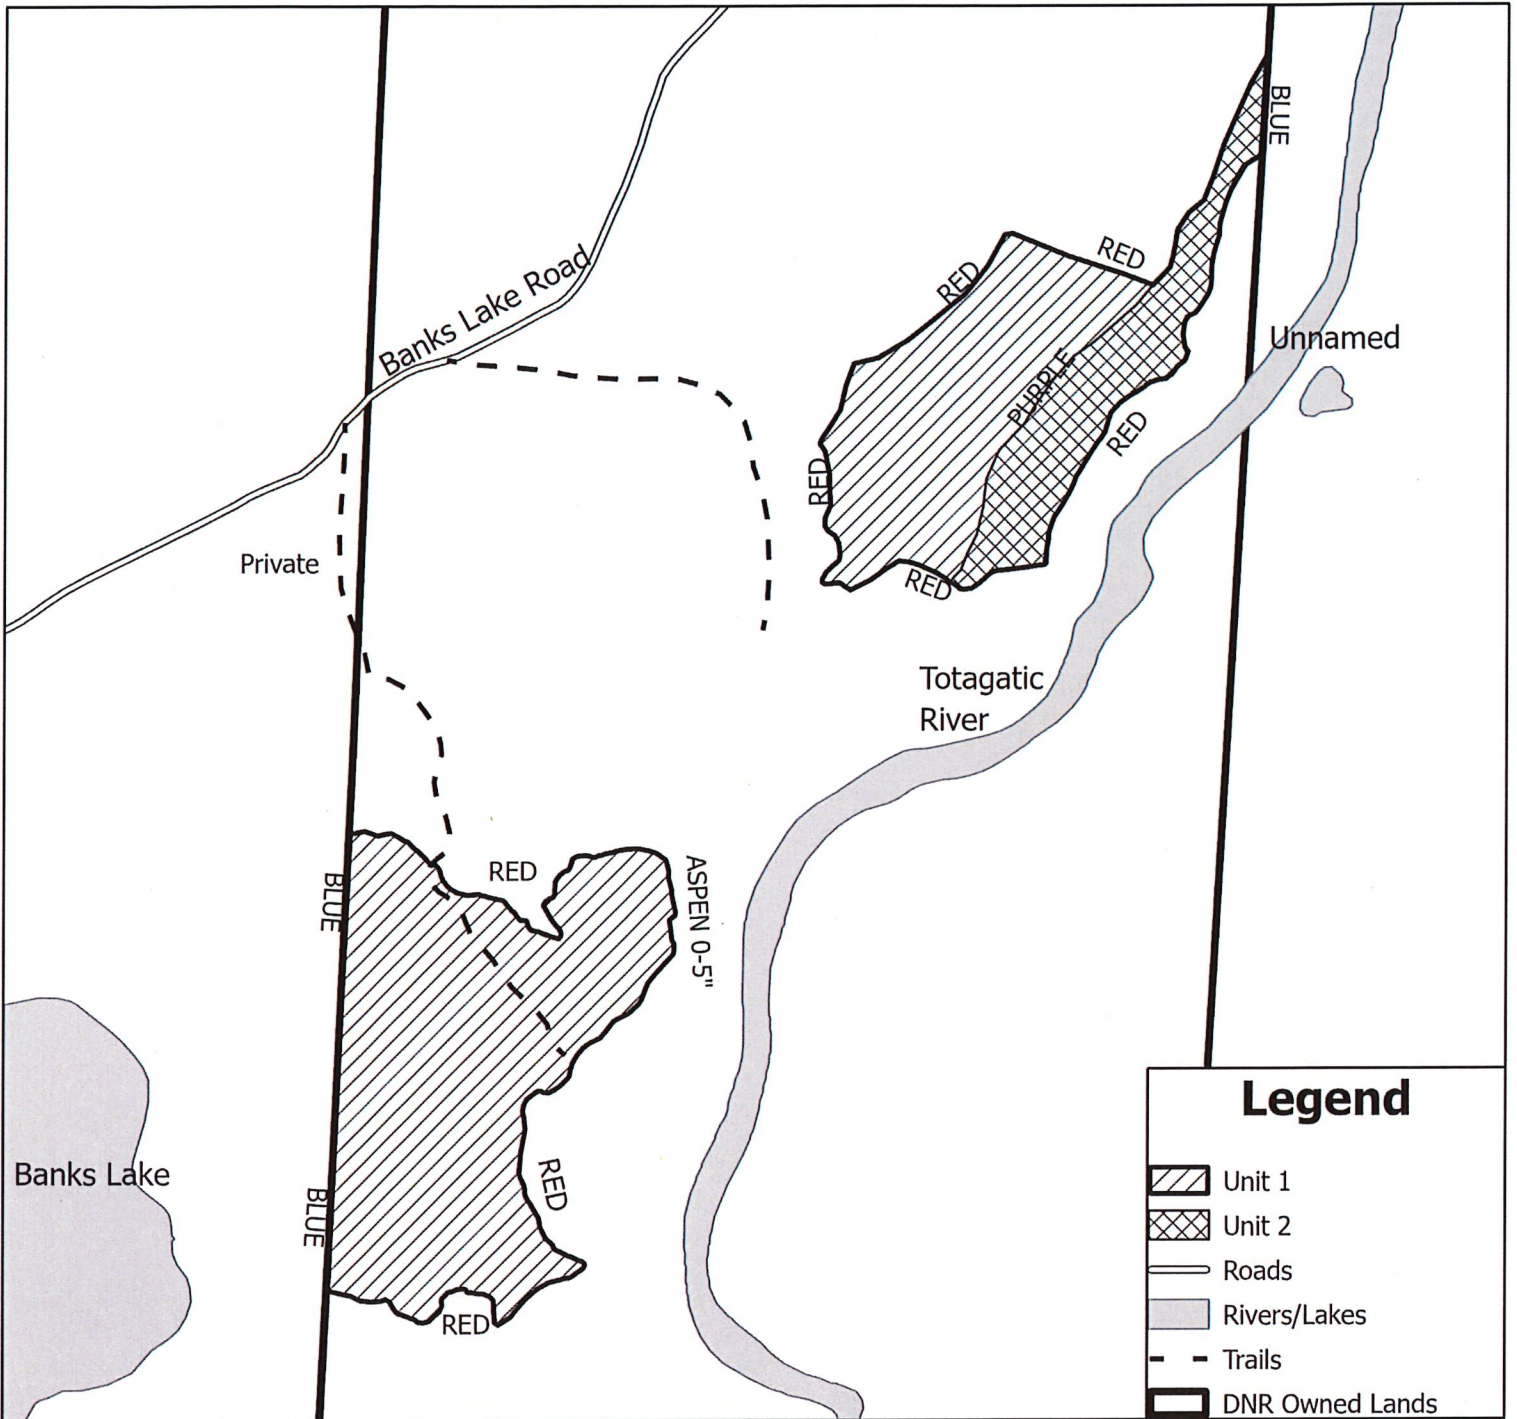 BLUE
RED
RED
Banks Lake Road
Unnamed
PURPLE
RED
RED
Private
RED
Totagatic
River
RED
ASPEN 0-5"
BLUE
Banks Lake
RED
BLUE
RED
Legend
Unit 1
Unit 2
Roads
Rivers/Lakes
Trails
DNR Owned Lands